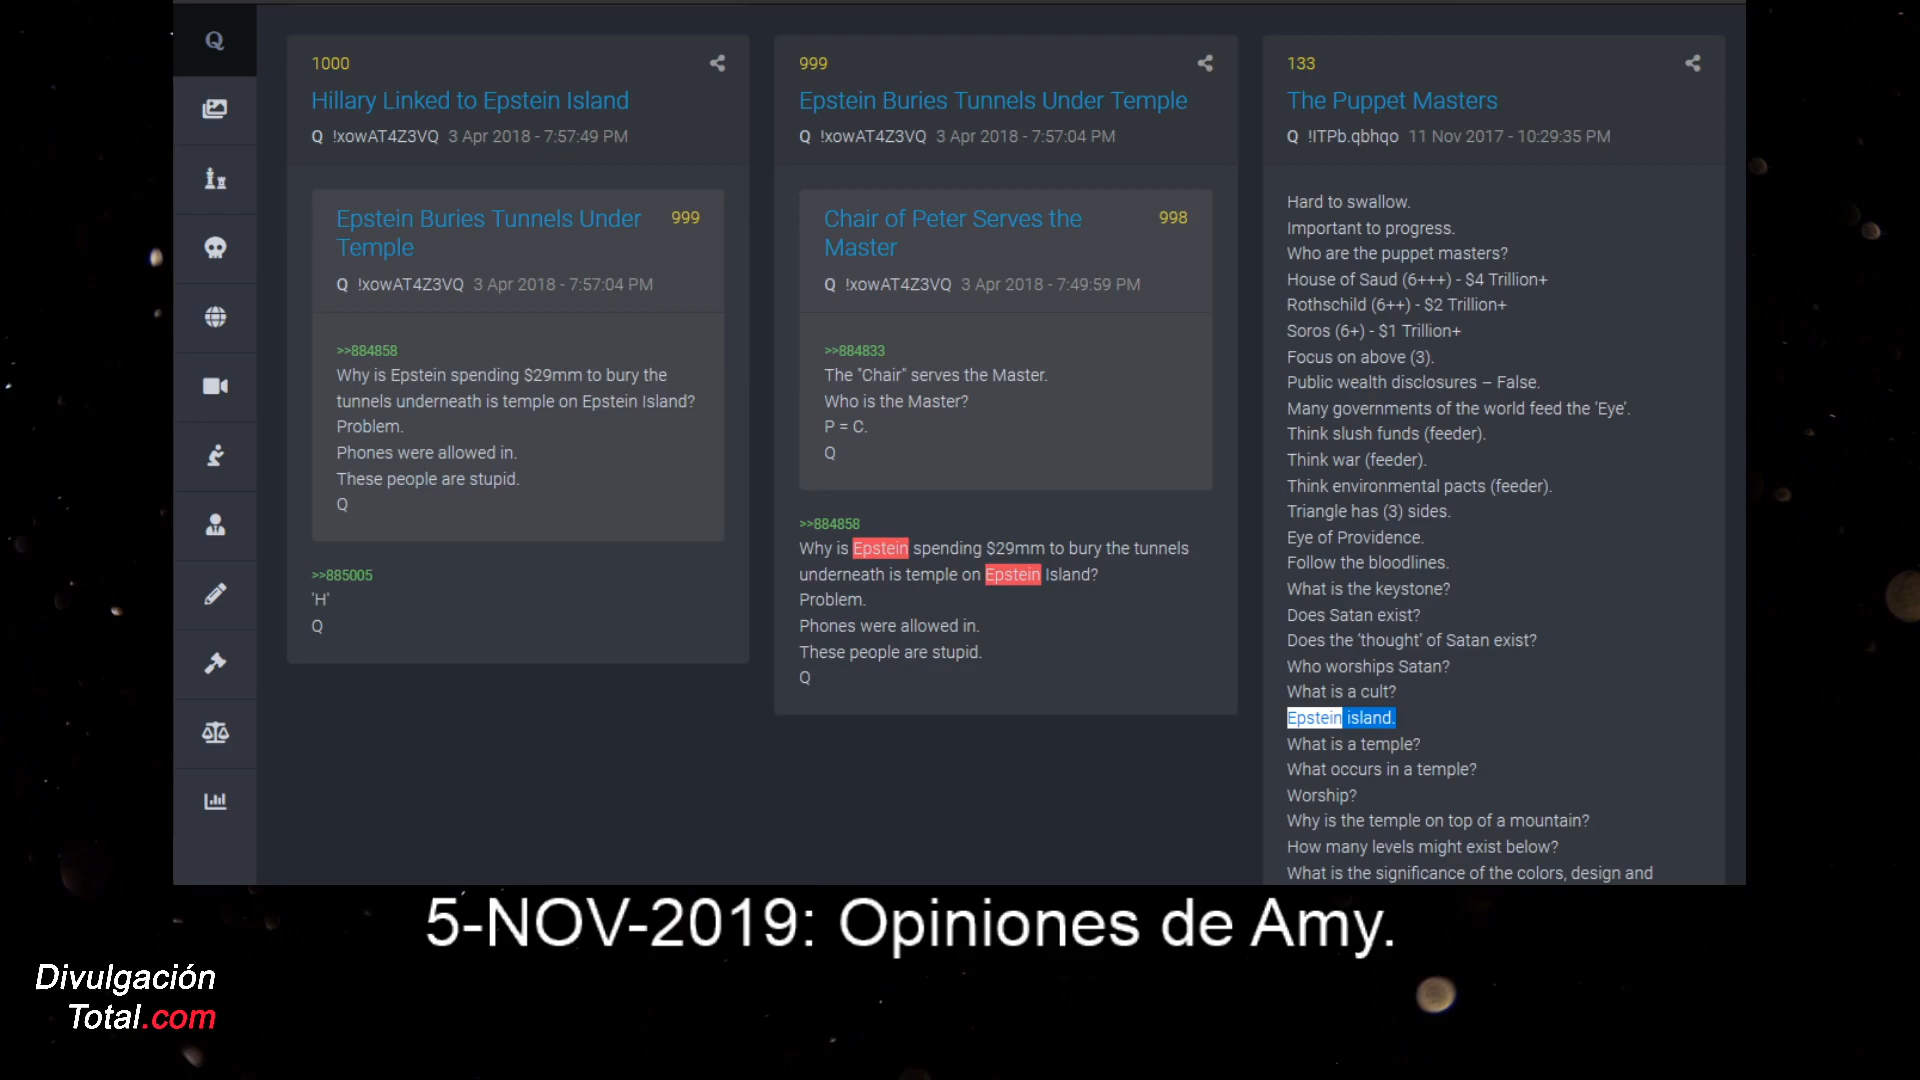 Q
1000
Hillary Linked to Epstein Island
Q !xowAT4Z3VQ 3 Apr 2018 - 7:57:49 PM
Epstein Buries Tunnels Under 999
Temple
Q !xowAT4Z3VQ 3 Apr 2018 - 7:57:04 PM
>>884858
Why is Epstein spending $29mm to bury the
tunnels underneath is temple on Epstein Island?
Problem.
Phones were allowed in.
These people are stupid.
Q
>>885005
'H'
Q
999
Epstein Buries Tunnels Under Temple
Q !xowAT4Z3VQ 3 Apr 2018 - 7:57:04 PM
Chair of Peter Serves the 998
Master
Q !xowAT4Z3VQ 3 Apr 2018 - 7:49:59 PM
>>884833
The "Chair" serves the Master.
Who is the Master?
P = C.
Q
>>884858
Why is Epstein spending $29mm to bury the tunnels
underneath is temple on Epstein Island?
Problem.
Phones were allowed in.
These people are stupid.
Q
133
The Puppet Masters
Q !ITPb.qbhqo 11 Nov 2017 - 10:29:35 PM
Hard to swallow.
Important to progress.
Who are the puppet masters?
House of Saud (6+++) - $4 Trillion+
Rothschild (6++) - $2 Trillion+
Soros (6+) - $1 Trillion+
Focus on above (3).
Public wealth disclosures – False.
Many governments of the world feed the ‘Eye’.
Think slush funds (feeder).
Think war (feeder).
Think environmental pacts (feeder).
Triangle has (3) sides.
Eye of Providence.
Follow the bloodlines.
What is the keystone?
Does Satan exist?
Does the ‘thought’ of Satan exist?
Who worships Satan?
What is a cult?
Epstein island.
What is a temple?
What occurs in a temple?
Worship?
Why is the temple on top of a mountain?
How many levels might exist below?
What is the significance of the colors, design and
5-NOV-2019: Opiniones de Amy.
Divulgación
Total.com